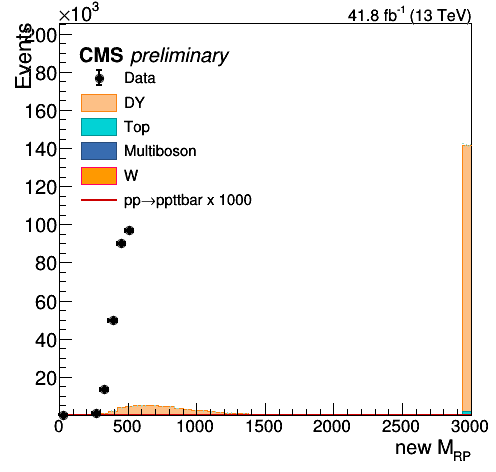 ×10³
41.8 fb⁻¹ (13 TeV)
Events
CMS preliminary
Data
DY
Top
Multiboson
W
pp→ppttbar x 1000
200
180
160
140
120
100
80
60
40
20
0 500 1000 1500 2000 2500 3000
new M_RP